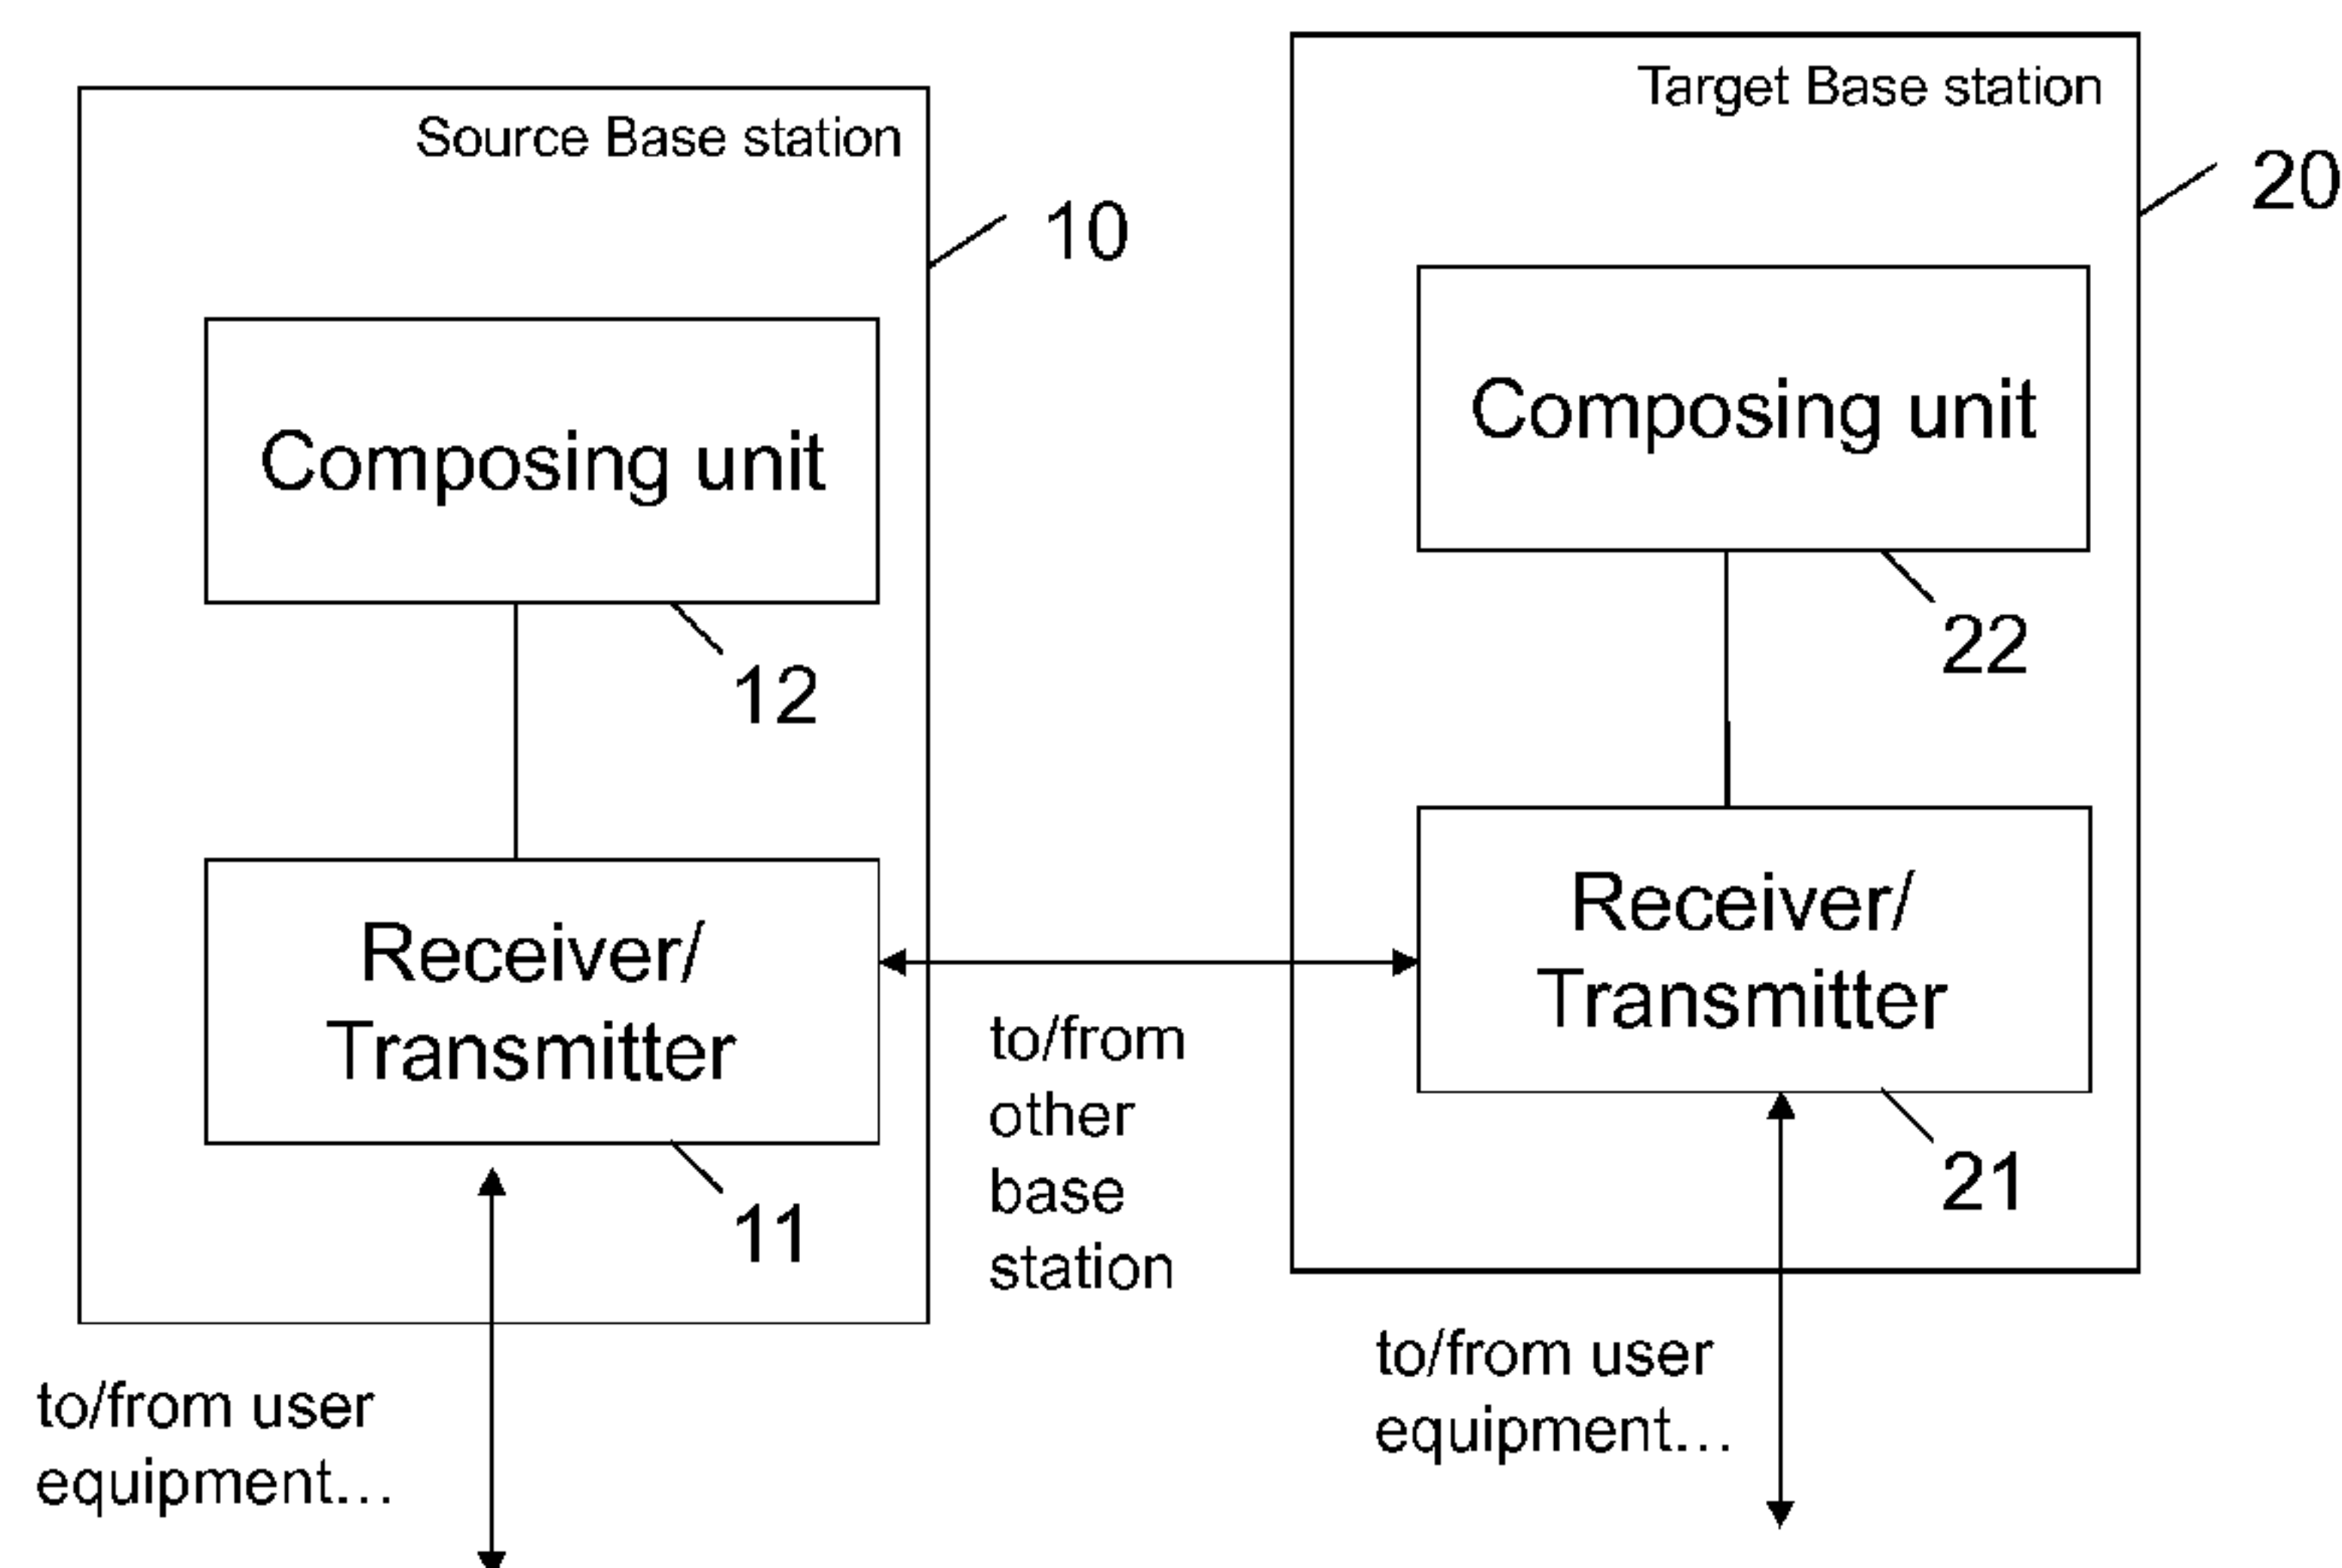 Source Base station
10
Composing unit
12
Receiver/
Transmitter
11
to/from user
equipment...
to/from
other
base
station
Target Base station
20
Composing unit
22
Receiver/
Transmitter
21
to/from user
equipment...